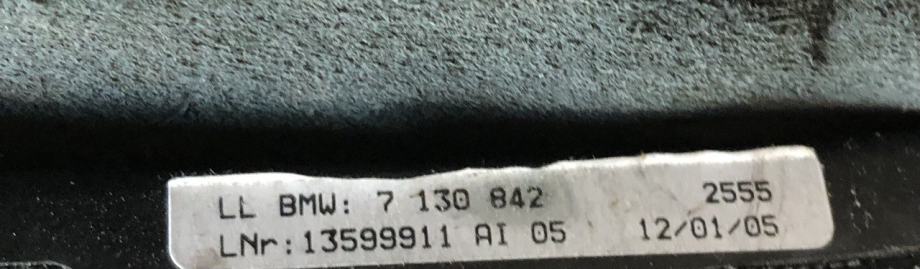 LL BMW: 7 130 842 2555
LNr:13599911 AI 05 12/01/05